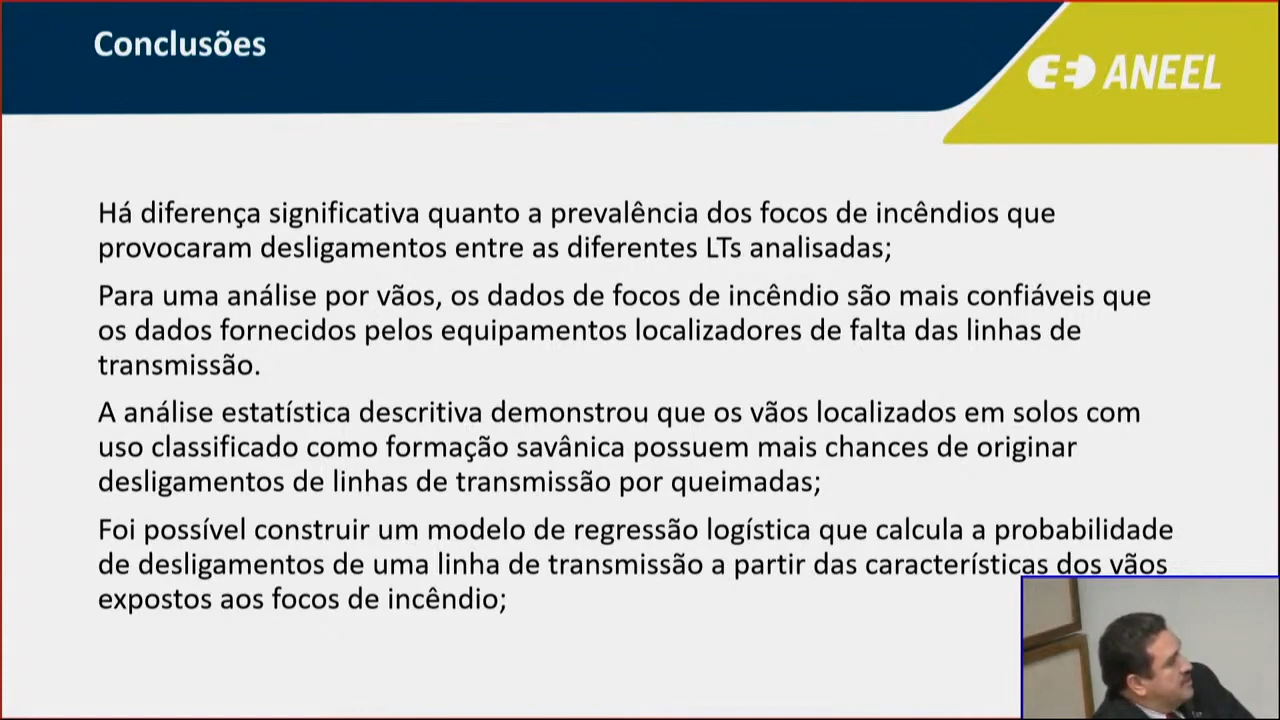 Conclusões
ANEEL
Há diferença significativa quanto a prevalência dos focos de incêndios que
provocaram desligamentos entre as diferentes LTs analisadas;
Para uma análise por vãos, os dados de focos de incêndio são mais confiáveis que
os dados fornecidos pelos equipamentos localizadores de falta das linhas de
transmissão.
A análise estatística descritiva demonstrou que os vãos localizados em solos com
uso classificado como formação savânica possuem mais chances de originar
desligamentos de linhas de transmissão por queimadas;
Foi possível construir um modelo de regressão logística que calcula a probabilidade
de desligamentos de uma linha de transmissão a partir das características dos vãos
expostos aos focos de incêndio;